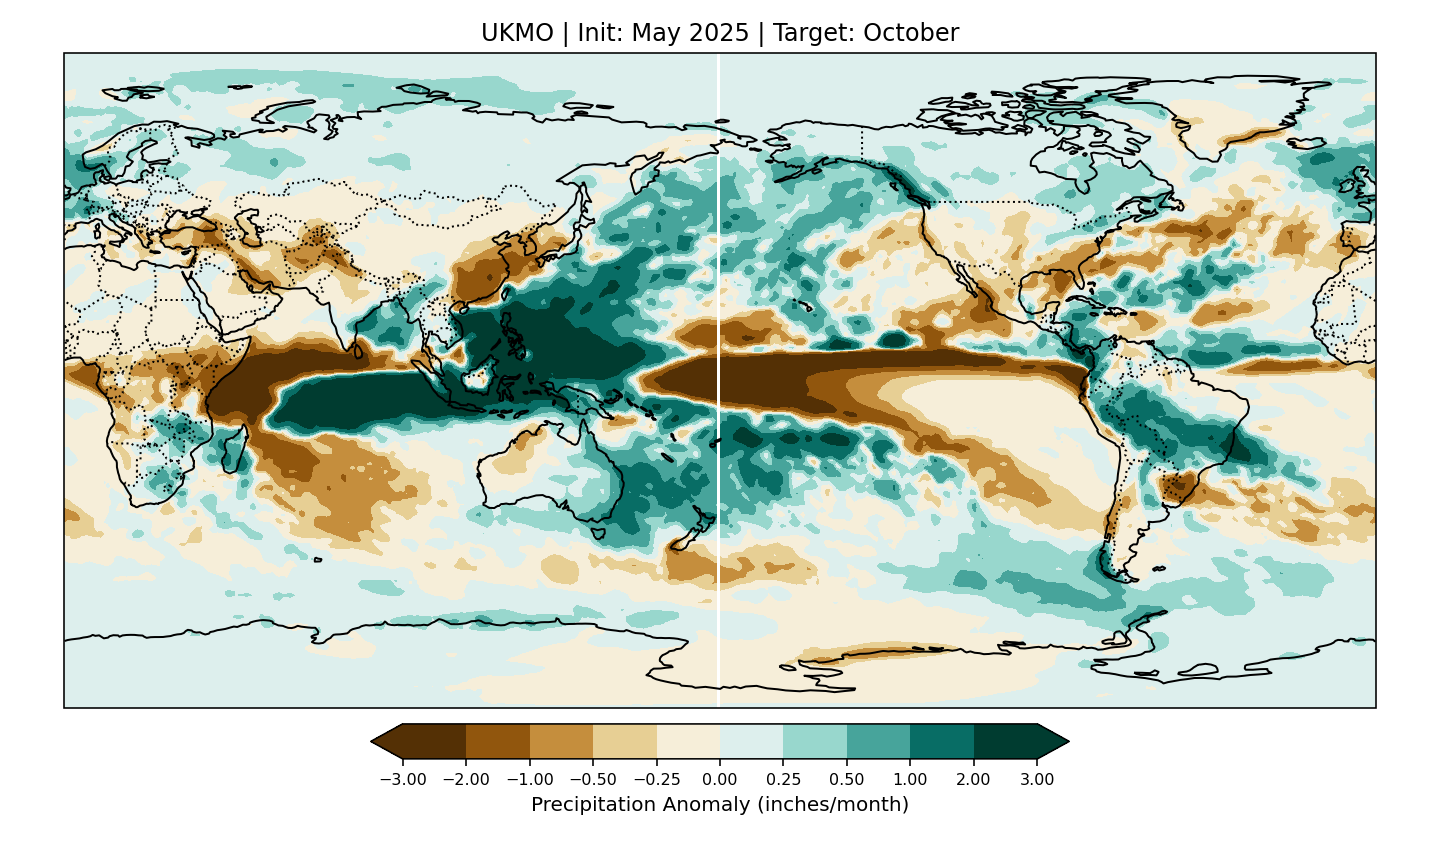 UKMO | Init: May 2025 | Target: October
−3.00 −2.00 −1.00 −0.50 −0.25 0.00 0.25 0.50 1.00 2.00 3.00
Precipitation Anomaly (inches/month)